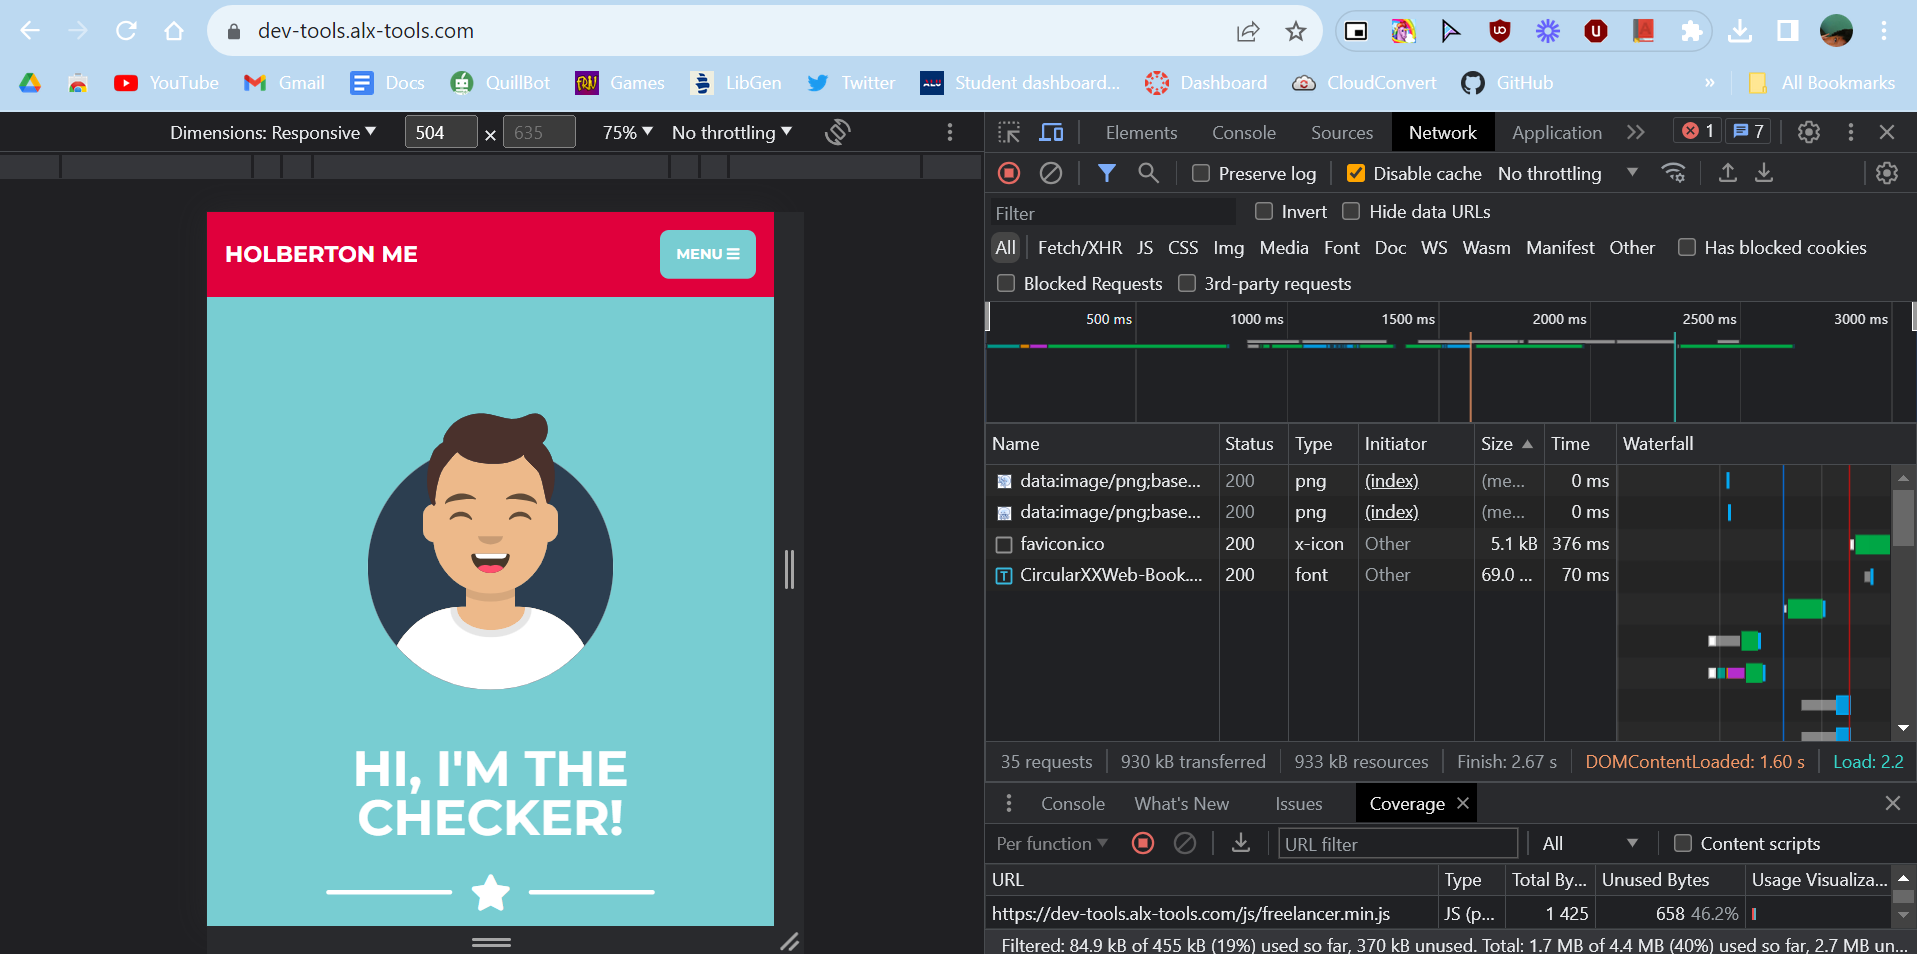 dev-tools.alx-tools.com
YouTube Gmail Docs QuillBot Games LibGen Twitter Student dashboard... Dashboard CloudConvert GitHub » All Bookmarks
Dimensions: Responsive ▼ 504 × 635 75% ▼ No throttling ▼
HOLBERTON ME
MENU
HI, I'M THE
CHECKER!
Elements Console Sources Network Application 1 7
Preserve log Disable cache No throttling
Filter Invert Hide data URLs
All Fetch/XHR JS CSS Img Media Font Doc WS Wasm Manifest Other Has blocked cookies
Blocked Requests 3rd-party requests
500 ms 1000 ms 1500 ms 2000 ms 2500 ms 3000 ms
Name Status Type Initiator Size Time Waterfall
data:image/png;base... 200 png (index) (me... 0 ms
data:image/png;base... 200 png (index) (me... 0 ms
favicon.ico 200 x-icon Other 5.1 kB 376 ms
CircularXXWeb-Book.... 200 font Other 69.0 ... 70 ms
35 requests 930 kB transferred 933 kB resources Finish: 2.67 s DOMContentLoaded: 1.60 s Load: 2.2
Console What's New Issues Coverage
Per function URL filter All Content scripts
URL Type Total By... Unused Bytes Usage Visualiza...
https://dev-tools.alx-tools.com/js/freelancer.min.js JS (p... 1 425 658 46.2%
Filtered: 84.9 kB of 455 kB (19%) used so far, 370 kB unused. Total: 1.7 MB of 4.4 MB (40%) used so far, 2.7 MB un...